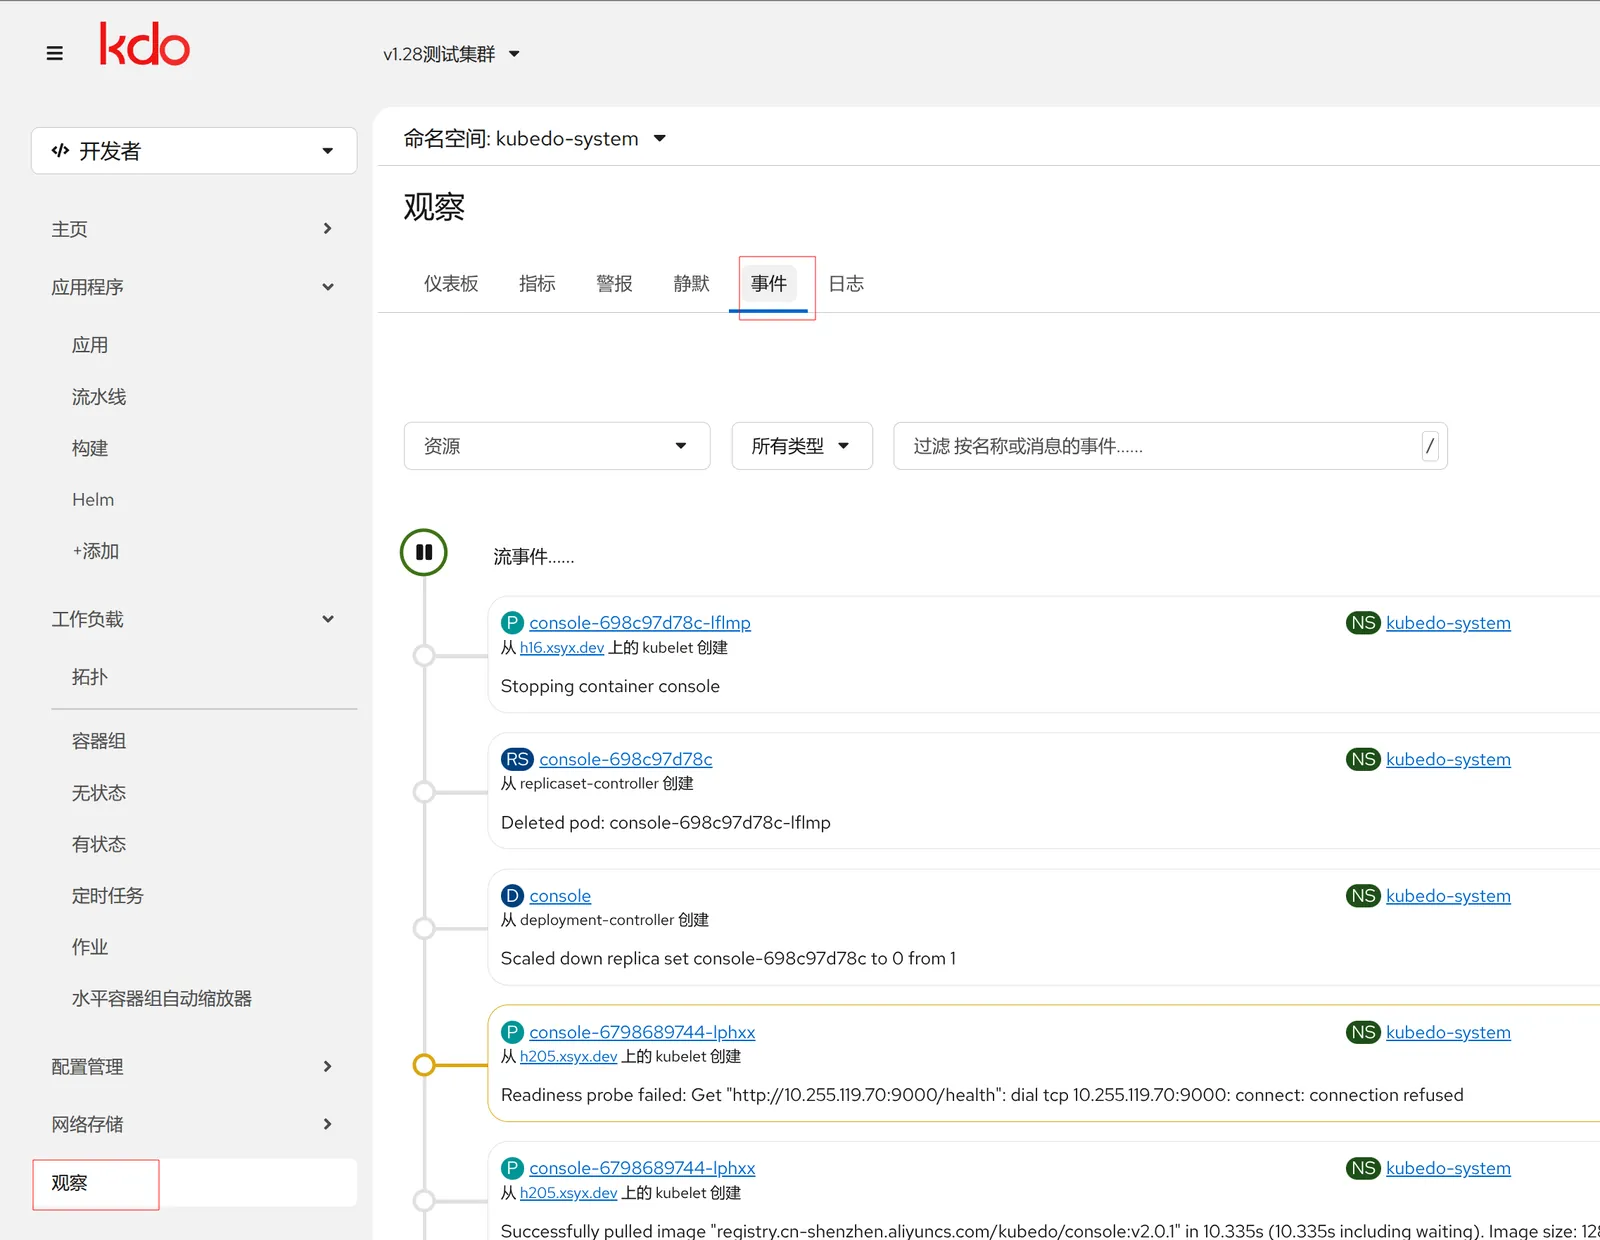 kdo
v1.28测试集群
开发者
主页
应用程序
应用
流水线
构建
Helm
+添加
工作负载
拓扑
容器组
无状态
有状态
定时任务
作业
水平容器组自动缩放器
配置管理
网络存储
观察
命名空间: kubedo-system
观察
仪表板 指标 警报 静默 事件 日志
资源 所有类型 过滤 按名称或消息的事件...... /
流事件......
P console-698c97d78c-lflmp NS kubedo-system
从 h16.xsyx.dev 上的 kubelet 创建
Stopping container console
RS console-698c97d78c NS kubedo-system
从 replicaset-controller 创建
Deleted pod: console-698c97d78c-lflmp
D console NS kubedo-system
从 deployment-controller 创建
Scaled down replica set console-698c97d78c to 0 from 1
P console-6798689744-lphxx NS kubedo-system
从 h205.xsyx.dev 上的 kubelet 创建
Readiness probe failed: Get "http://10.255.119.70:9000/health": dial tcp 10.255.119.70:9000: connect: connection refused
P console-6798689744-lphxx NS kubedo-system
从 h205.xsyx.dev 上的 kubelet 创建
Successfully pulled image "registry.cn-shenzhen.aliyuncs.com/kubedo/console:v2.0.1" in 10.335s (10.335s including waiting). Image size: